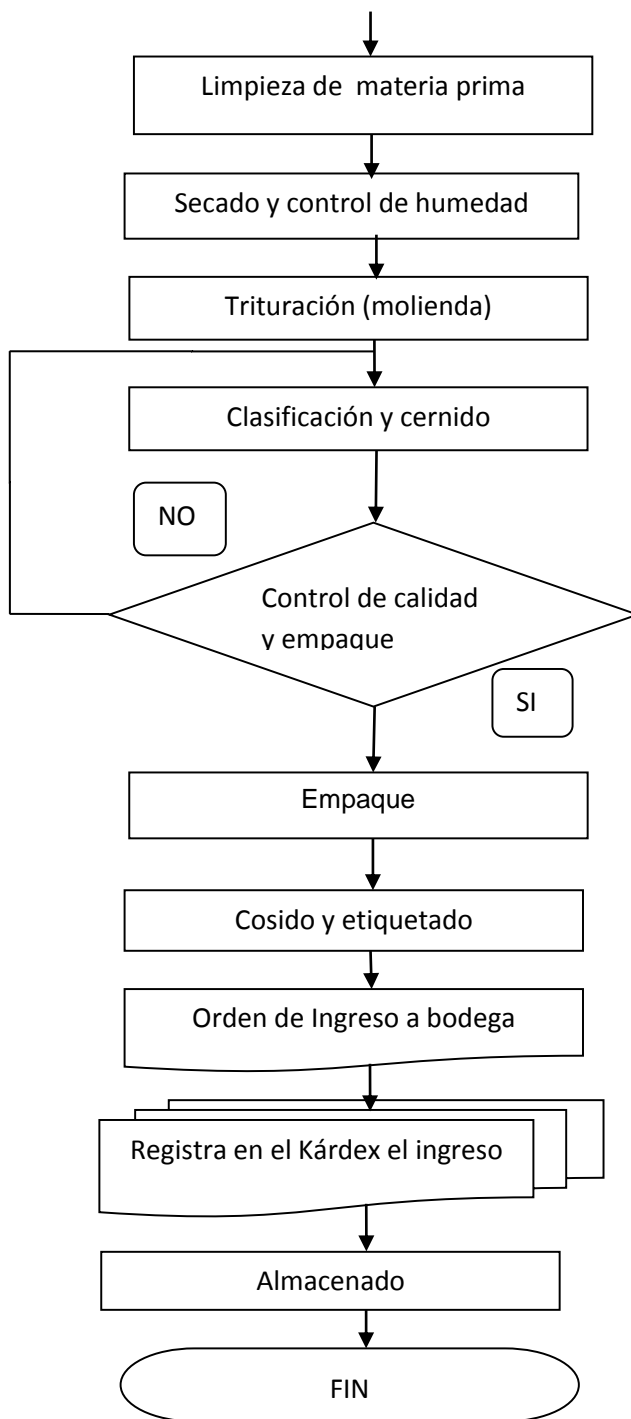 Limpieza de materia prima
Secado y control de humedad
Trituración (molienda)
Clasificación y cernido
NO
Control de calidad
y empaque
SI
Empaque
Cosido y etiquetado
Orden de Ingreso a bodega
Registra en el Kárdex el ingreso
Almacenado
FIN